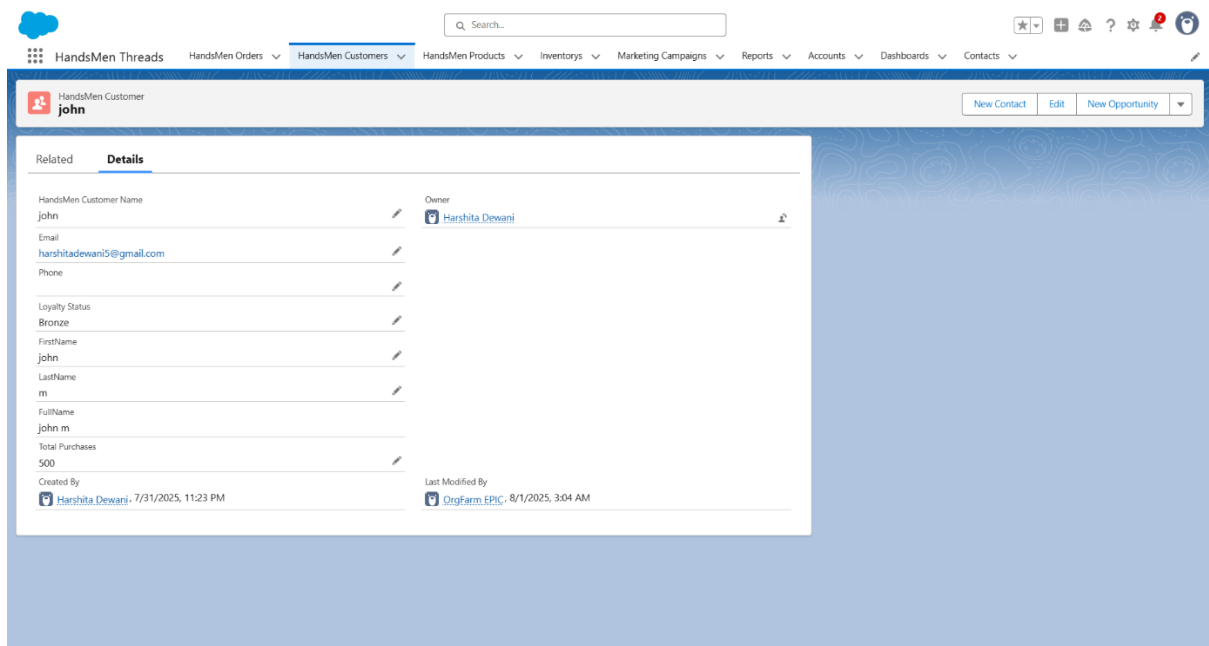 Search...
2
HandsMen Threads HandsMen Orders HandsMen Customers HandsMen Products Inventorys Marketing Campaigns Reports Accounts Dashboards Contacts
HandsMen Customer
john
New Contact Edit New Opportunity
Related Details
HandsMen Customer Name
john
Owner
Harshita Dewani
Email
harshitadewani5@gmail.com
Phone
Loyalty Status
Bronze
FirstName
john
LastName
m
FullName
john m
Total Purchases
500
Created By
Harshita Dewani, 7/31/2025, 11:23 PM
Last Modified By
OrgFarm EPIC, 8/1/2025, 3:04 AM